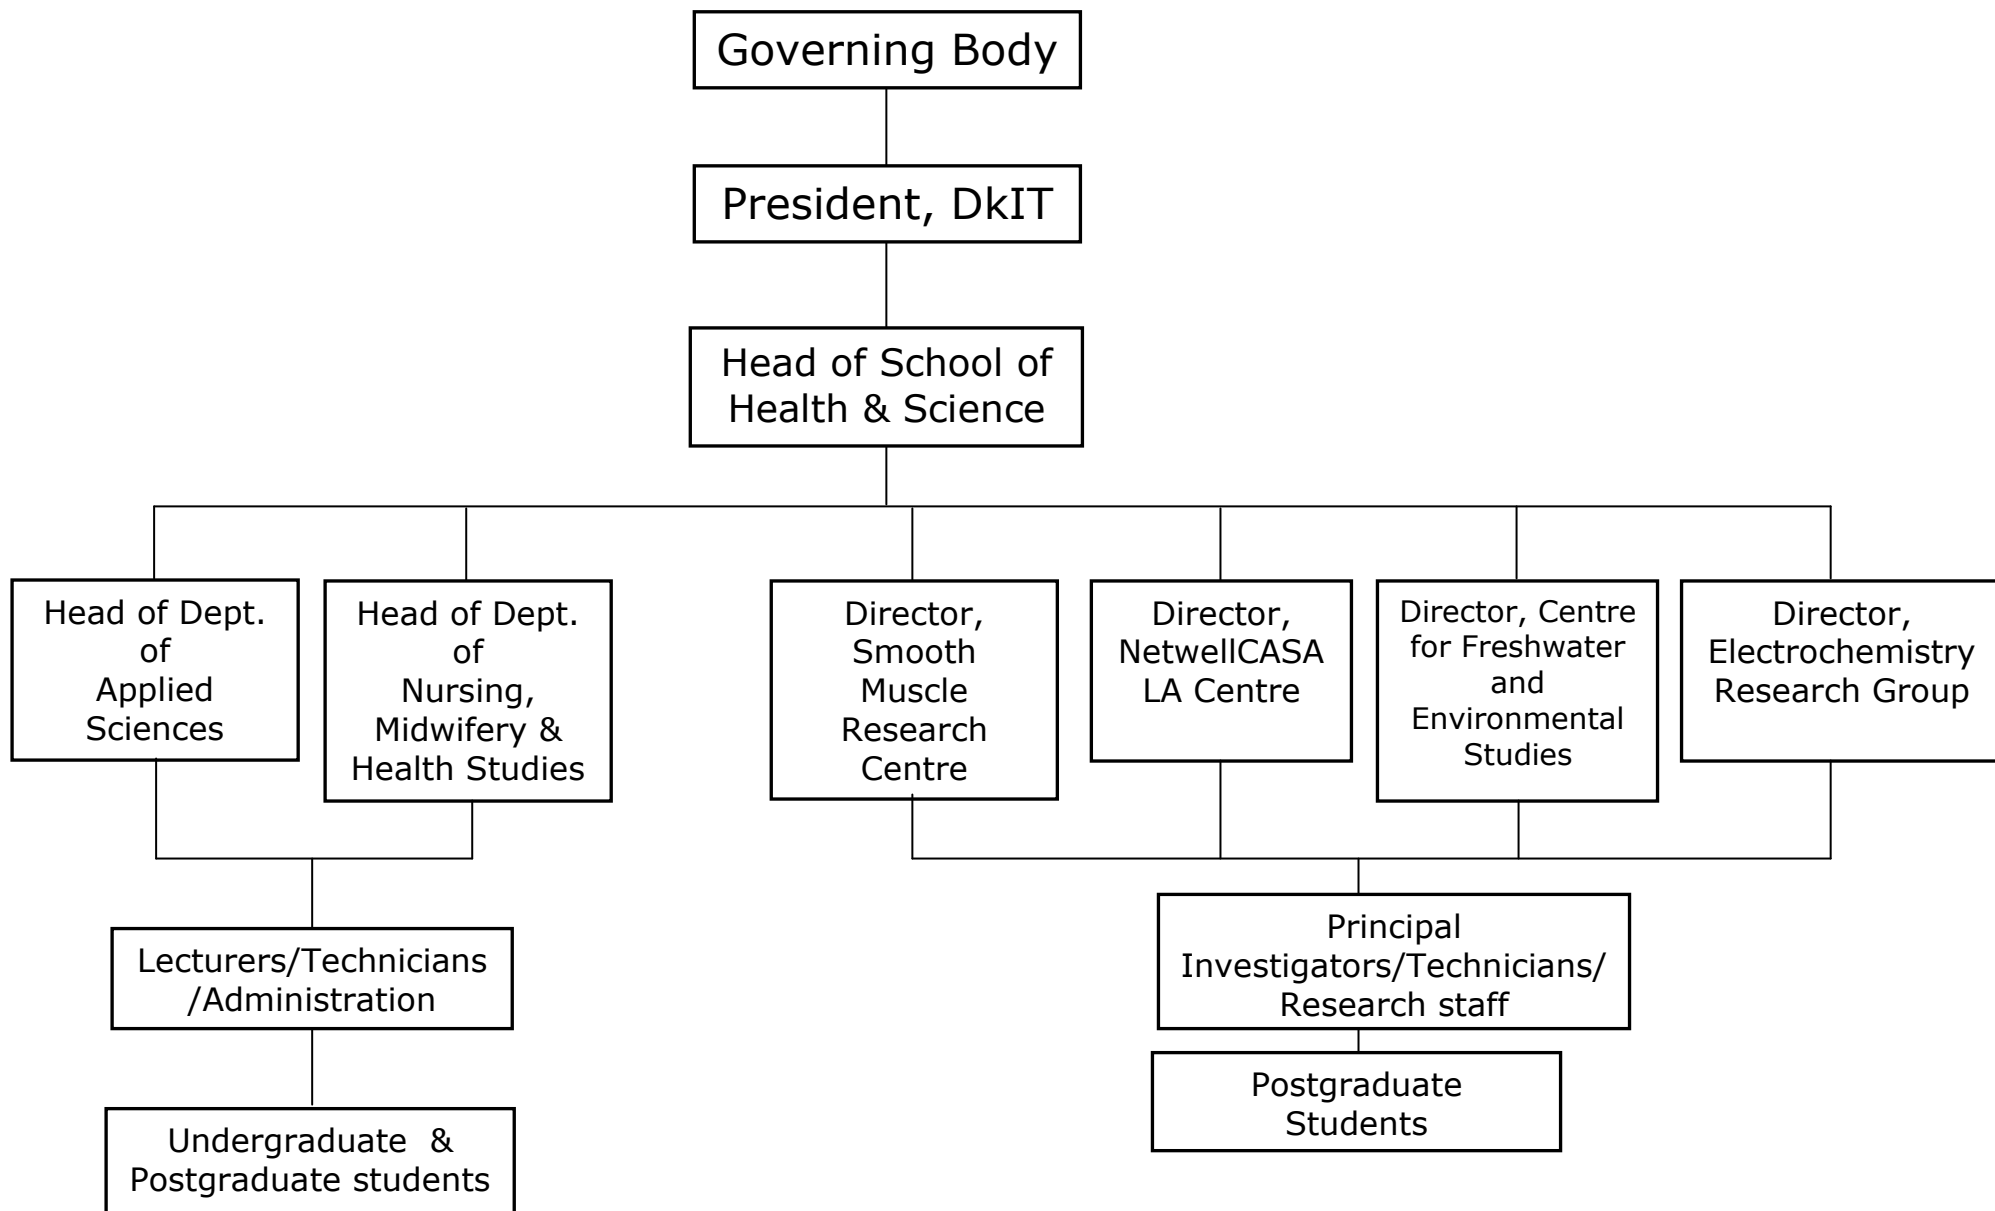 Governing Body
President, DkIT
Head of School of
Health & Science
Head of Dept.
of
Applied
Sciences
Head of Dept.
of
Nursing,
Midwifery &
Health Studies
Director,
Smooth
Muscle
Research
Centre
Director,
NetwellCASA
LA Centre
Director, Centre
for Freshwater
and
Environmental
Studies
Director,
Electrochemistry
Research Group
Lecturers/Technicians
/Administration
Principal
Investigators/Technicians/
Research staff
Undergraduate  &
Postgraduate students
Postgraduate
Students